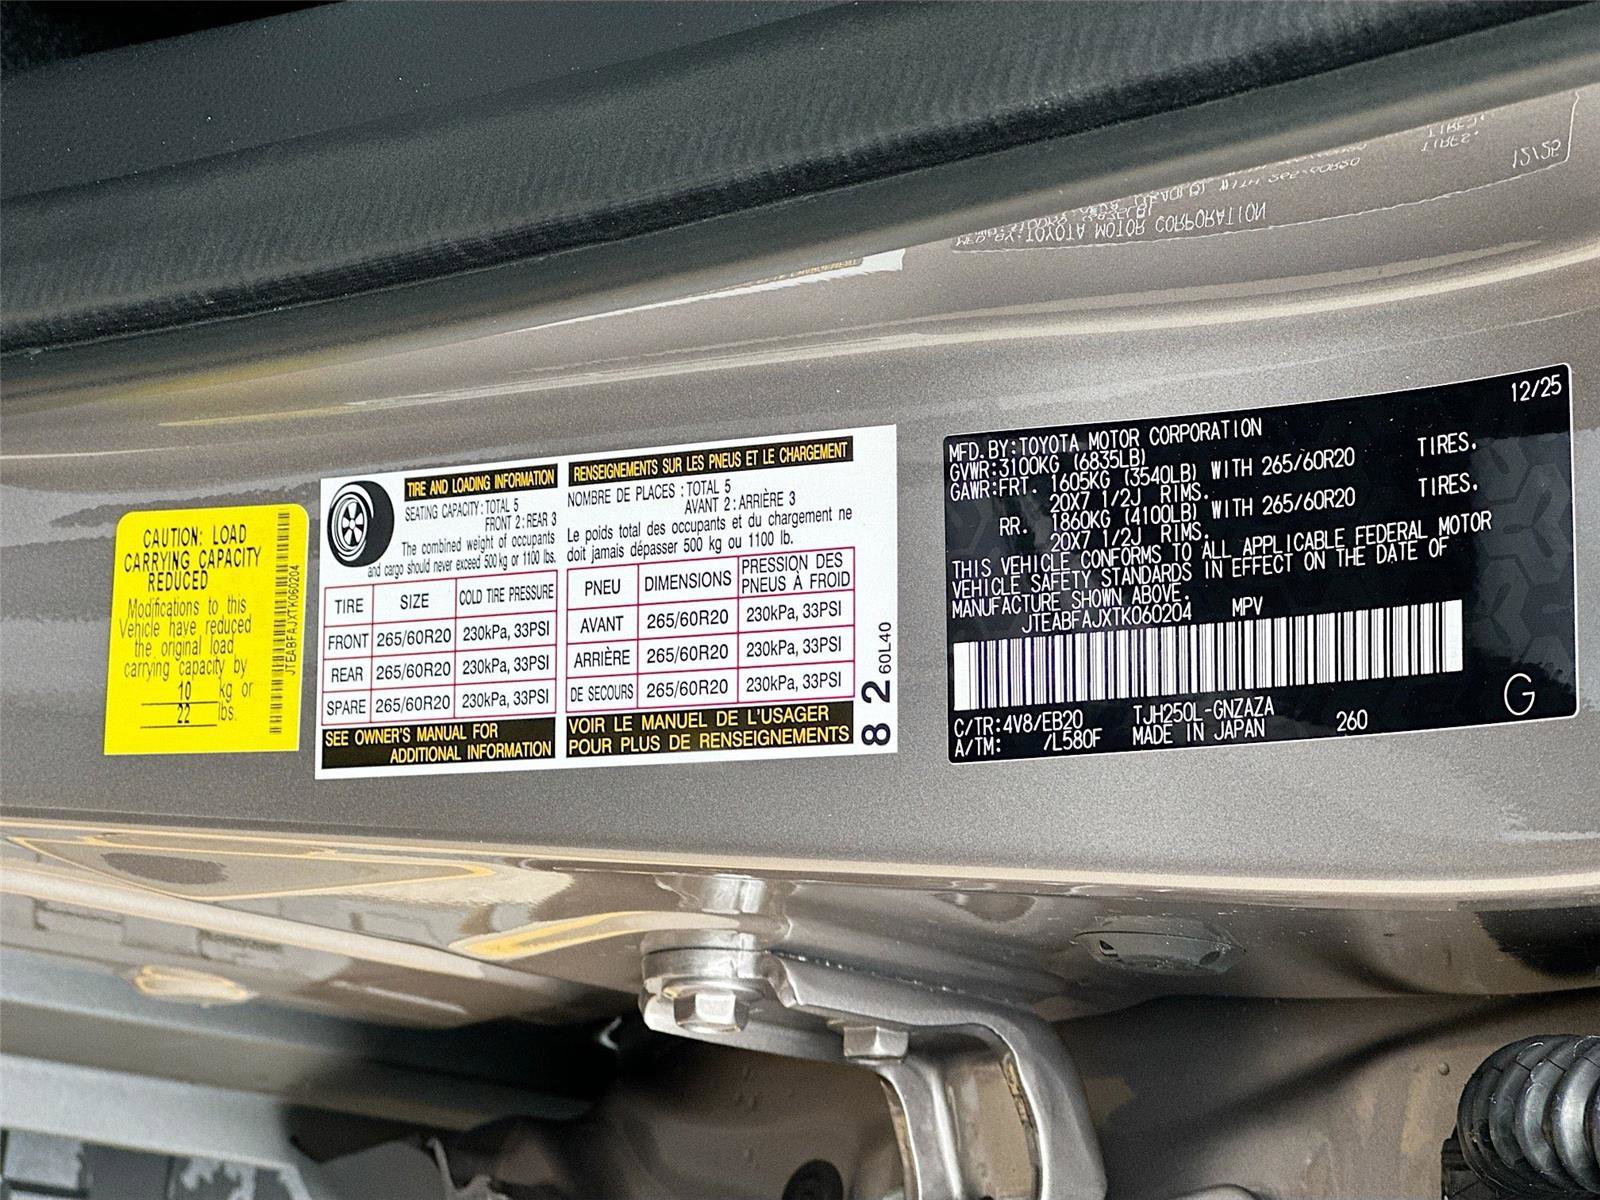 CAUTION: LOAD
CARRYING CAPACITY
REDUCED
Modifications to this
Vehicle have reduced
the original load
carrying capacity by
10 kg or
22 lbs.
JTEABFAJXTK060204
TIRE AND LOADING INFORMATION
SEATING CAPACITY: TOTAL 5
FRONT 2: REAR 3
The combined weight of occupants
and cargo should never exceed 500 kg or 1100 lbs.
TIRE SIZE COLD TIRE PRESSURE
FRONT 265/60R20 230kPa, 33PSI
REAR 265/60R20 230kPa, 33PSI
SPARE 265/60R20 230kPa, 33PSI
SEE OWNER'S MANUAL FOR
ADDITIONAL INFORMATION
RENSEIGNEMENTS SUR LES PNEUS ET LE CHARGEMENT
NOMBRE DE PLACES : TOTAL 5
AVANT 2: ARRIÈRE 3
Le poids total des occupants et du chargement ne
doit jamais dépasser 500 kg ou 1100 lb.
PNEU DIMENSIONS PRESSION DES
PNEUS À FROID
AVANT 265/60R20 230kPa, 33PSI
ARRIÈRE 265/60R20 230kPa, 33PSI
DE SECOURS 265/60R20 230kPa, 33PSI
VOIR LE MANUEL DE L'USAGER
POUR PLUS DE RENSEIGNEMENTS
8 2 60L40
12/25
MFD. BY: TOYOTA MOTOR CORPORATION
GVWR: 3100KG (6835LB)
GAWR: FRT. 1605KG (3540LB) WITH 265/60R20 TIRES,
20X7 1/2J RIMS.
RR. 1860KG (4100LB) WITH 265/60R20 TIRES,
20X7 1/2J RIMS.
THIS VEHICLE CONFORMS TO ALL APPLICABLE FEDERAL MOTOR
VEHICLE SAFETY STANDARDS IN EFFECT ON THE DATE OF
MANUFACTURE SHOWN ABOVE.
JTEABFAJXTK060204 MPV
C/TR: 4V8/EB20 TJH250L-GNZAZA
A/TM: /L580F MADE IN JAPAN 260
G